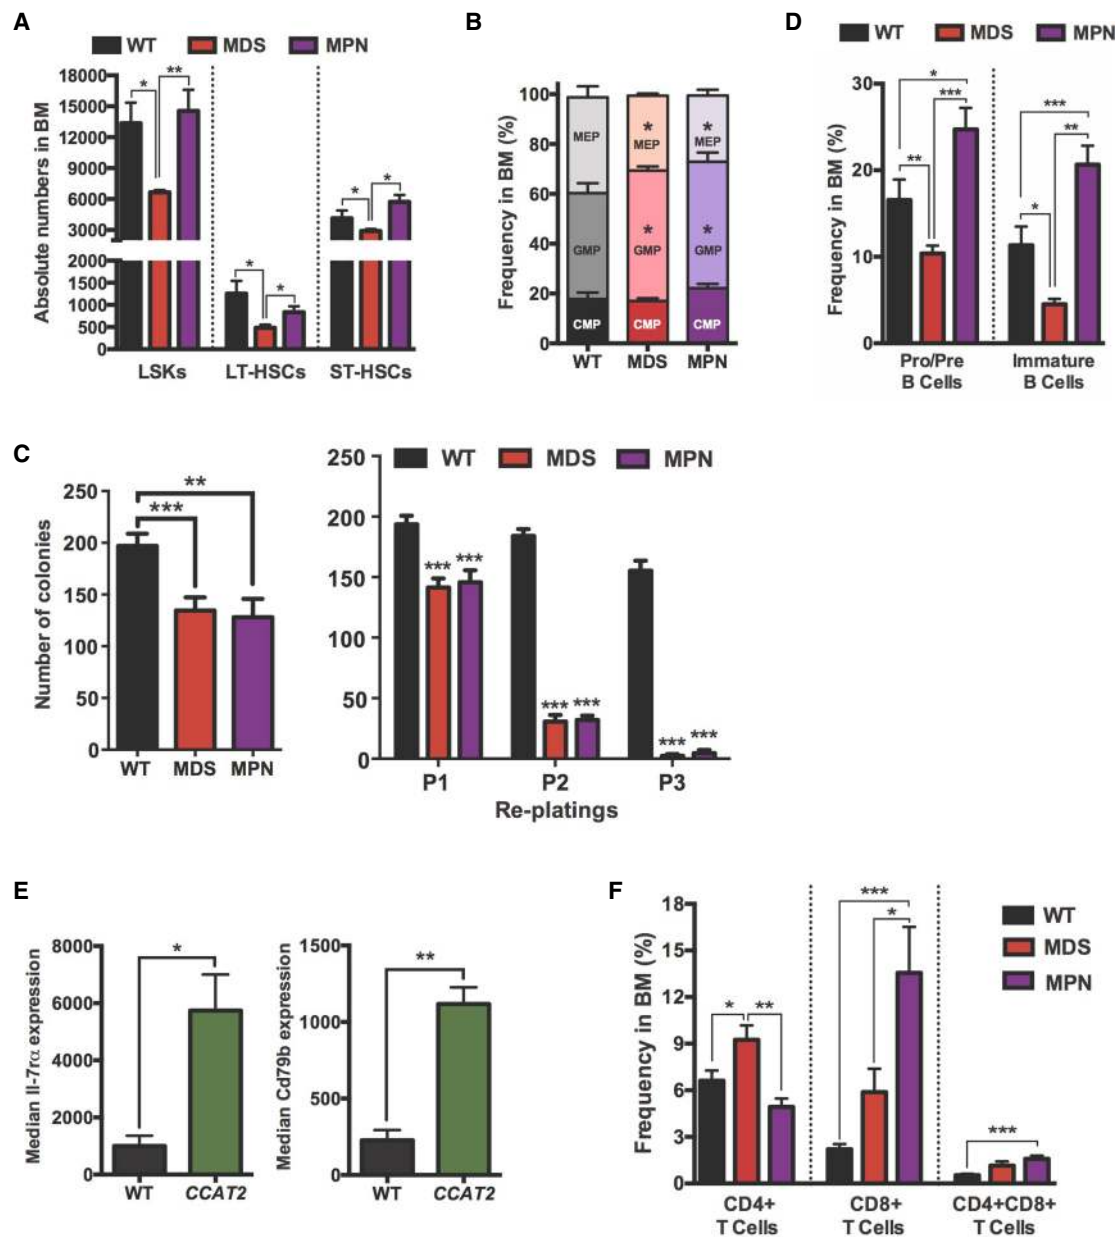 A
WT MDS MPN
Absolute numbers in BM
18000
15000
12000
9000
6000
3000
2000
1500
1000
500
0
* **
* *
* *
LSKs LT-HSCs ST-HSCs
B
Frequency in BM (%)
100
80
60
40
20
0
MEP * MEP * MEP
GMP * GMP * GMP
CMP CMP CMP
WT MDS MPN
D
WT MDS MPN
Frequency in BM (%)
30
20
10
0
*
***
**
***
**
*
Pro/Pre
B Cells
Immature
B Cells
C
Number of colonies
250
200
150
100
50
0
**
***
WT MDS MPN
WT MDS MPN
250
200
150
100
50
0
*** ***
*** ***
*** ***
P1 P2 P3
Re-platings
E
Median Il-7rα expression
8000
6000
4000
2000
0
*
WT CCAT2
Median Cd79b expression
1500
1000
500
0
**
WT CCAT2
F
WT
MDS
MPN
Frequency in BM (%)
18
15
12
9
6
3
0
* **
***
*
***
CD4+
T Cells
CD8+
T Cells
CD4+CD8+
T Cells